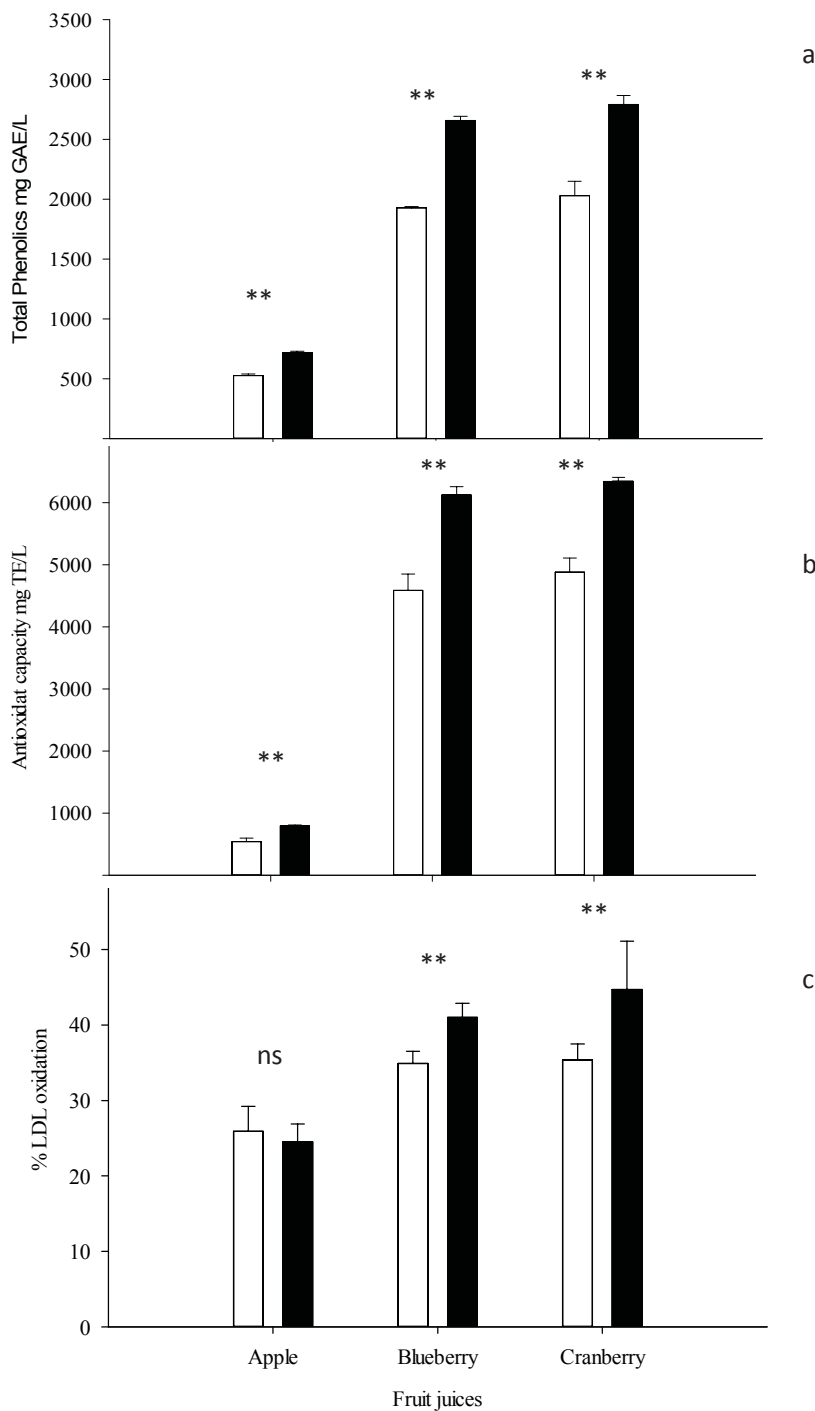 Total Phenolics mg GAE/L
3500
3000
2500
2000
1500
1000
500
**
**
**
a
Antioxidat capacity mg TE/L
6000
5000
4000
3000
2000
1000
**
**
**
b
% LDL oxidation
50
40
30
20
10
0
ns
**
**
c
Apple
Blueberry
Cranberry
Fruit juices